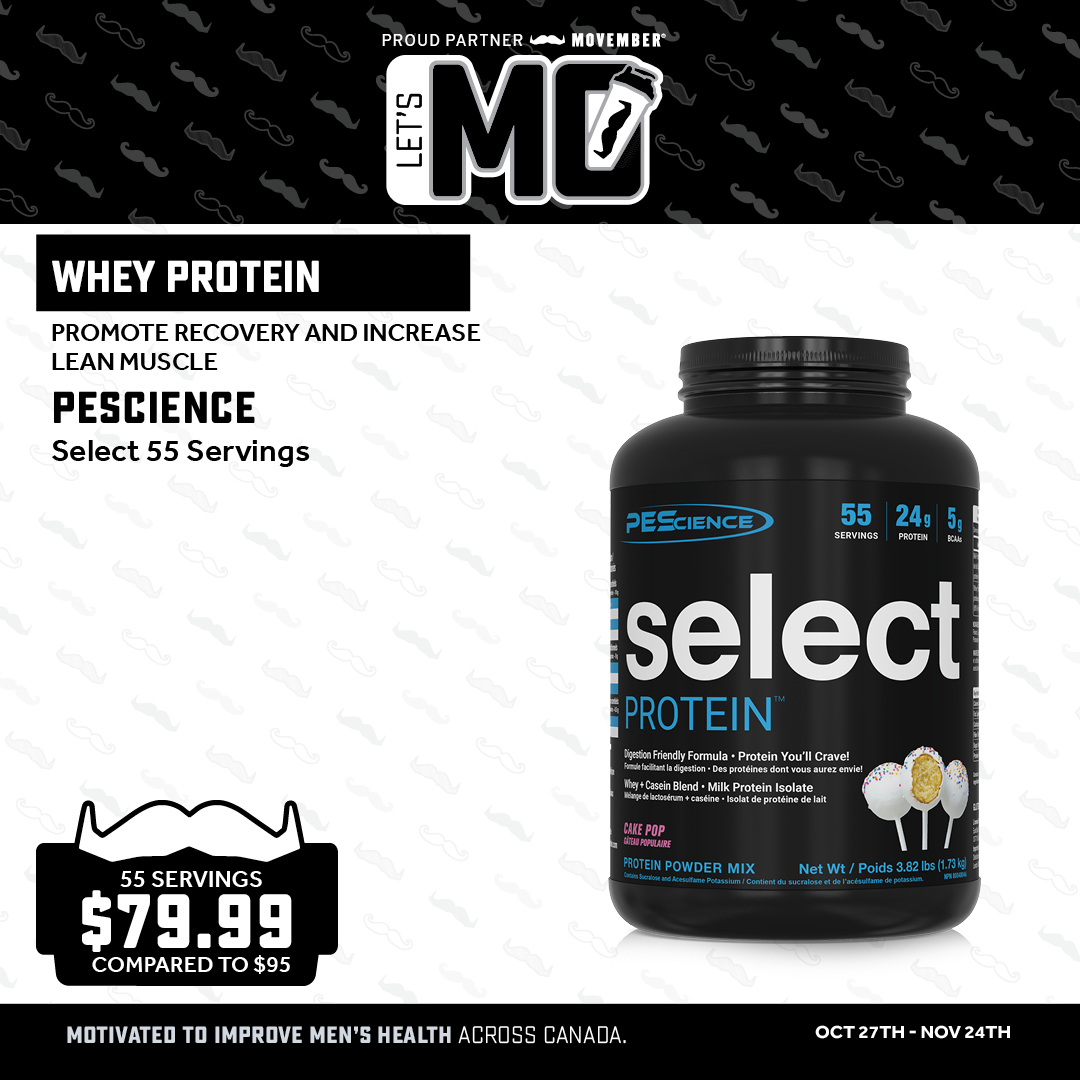 PROUD PARTNER MOVEMBER®
LET'S
MO
WHEY PROTEIN
PROMOTE RECOVERY AND INCREASE
LEAN MUSCLE
PESCIENCE
Select 55 Servings
PEScience
55 24g 5g
SERVINGS PROTEIN BCAAs
select
PROTEIN™
Digestion Friendly Formula • Protein You'll Crave!
Formule facilitant la digestion • Des protéines dont vous aurez envie!
Whey + Casein Blend • Milk Protein Isolate
Mélange de lactosérum + caséine • Isolat de protéine de lait
CAKE POP
GÂTEAU POPULAIRE
PROTEIN POWDER MIX Net Wt / Poids 3.82 lbs (1.73 kg)
Contains Sucralose and Acesulfame Potassium / Contient du sucralose et de l'acésulfame de potassium.
55 SERVINGS
$79.99
COMPARED TO $95
MOTIVATED TO IMPROVE MEN'S HEALTH ACROSS CANADA.
OCT 27TH - NOV 24TH